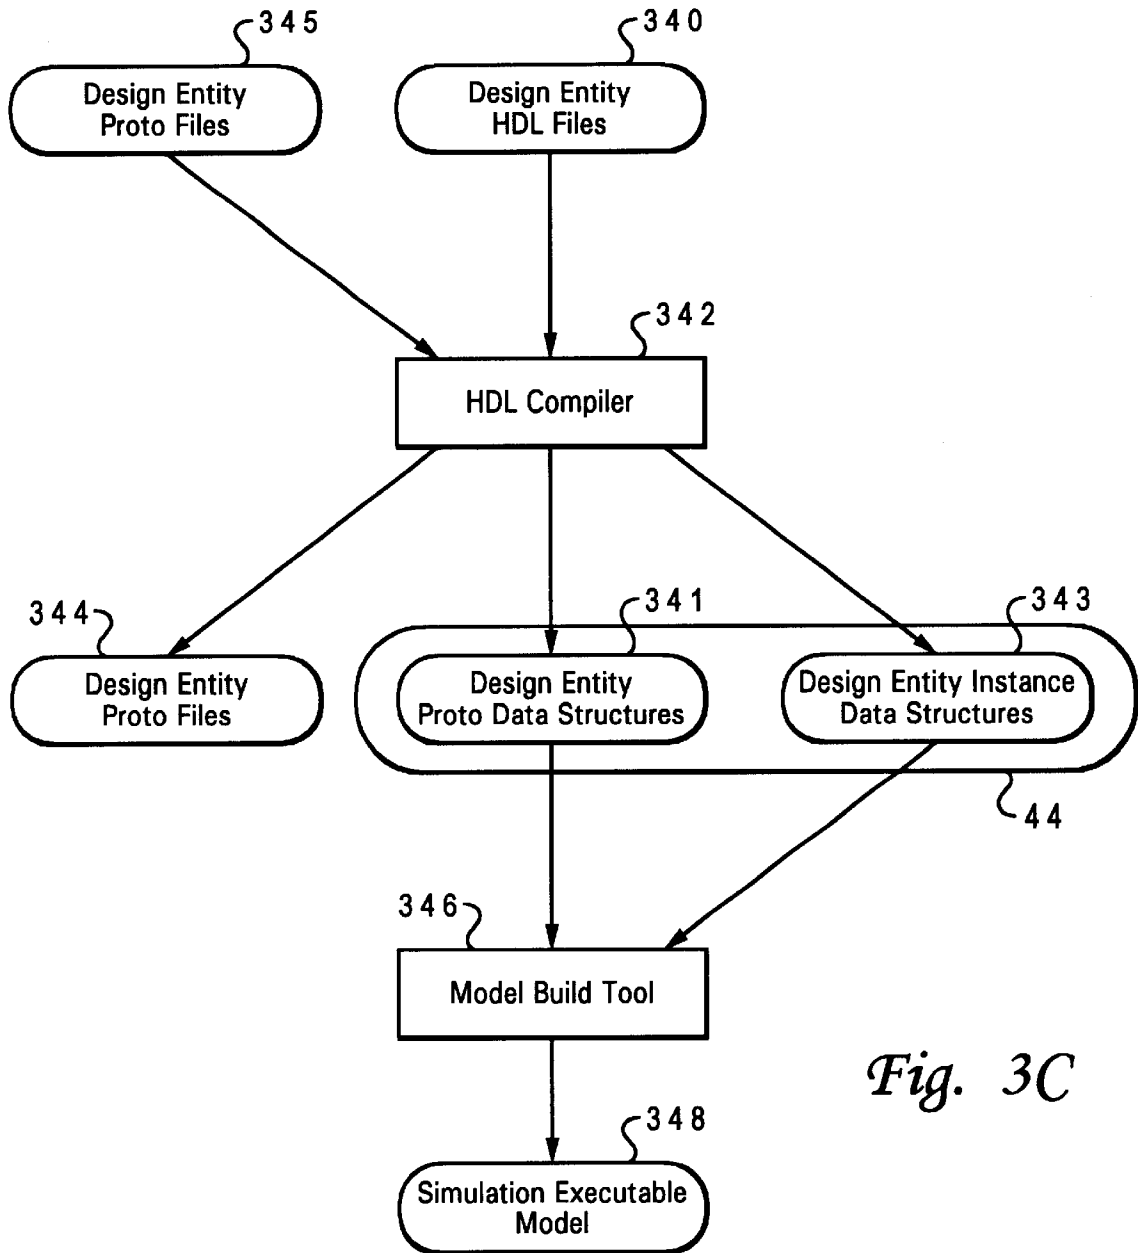 345
340
Design Entity
Proto Files
Design Entity
HDL Files
342
HDL Compiler
344
341
343
Design Entity
Proto Files
Design Entity
Proto Data Structures
Design Entity Instance
Data Structures
44
346
Model Build Tool
Fig. 3C
348
Simulation Executable
Model